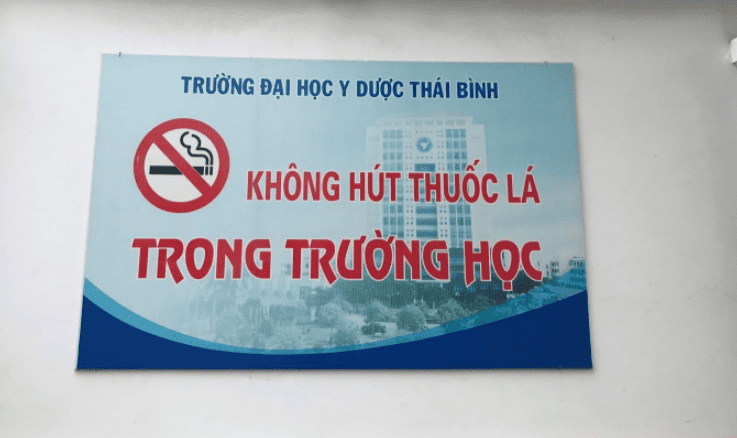 TRƯỜNG ĐẠI HỌC Y DƯỢC THÁI BÌNH
KHÔNG HÚT THUỐC LÁ
TRONG TRƯỜNG HỌC